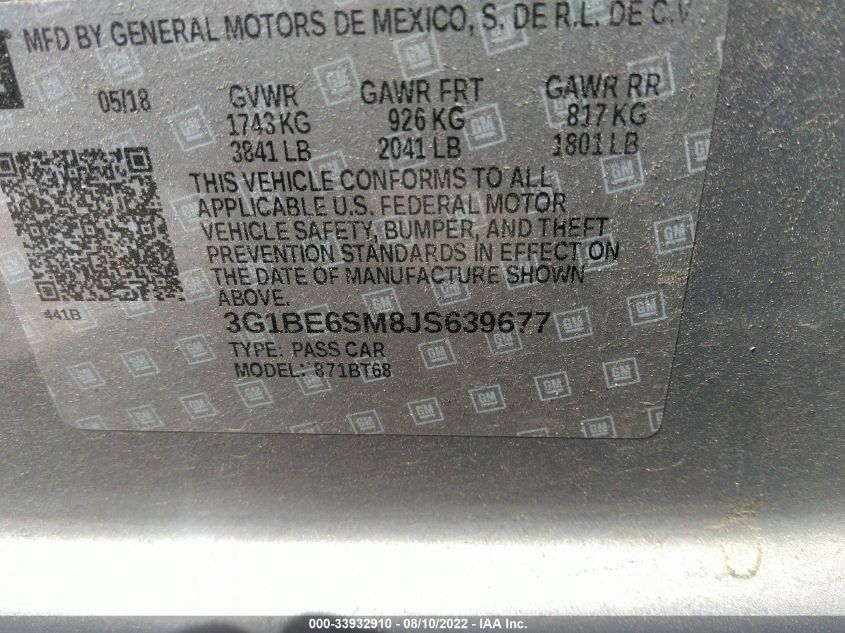 MFD BY GENERAL MOTORS DE MEXICO, S. DE R.L. DE C.V
05/18 GVWR GAWR FRT GAWR RR
1743 KG 926 KG 817 KG
3841 LB 2041 LB 1801 LB
THIS VEHICLE CONFORMS TO ALL
APPLICABLE U.S. FEDERAL MOTOR
VEHICLE SAFETY, BUMPER, AND THEFT
PREVENTION STANDARDS IN EFFECT ON
THE DATE OF MANUFACTURE SHOWN
ABOVE.
441B
3G1BE6SM8JS639677
TYPE: PASS CAR
MODEL: 871BT68
000-33932910 - 08/10/2022 - IAAI.COM